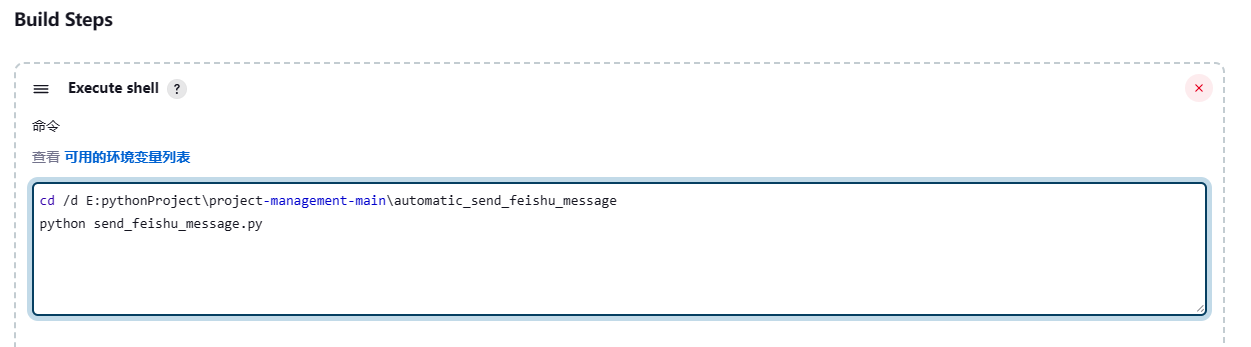 Build Steps
Execute shell ?
命令
查看 可用的环境变量列表
cd /d E:pythonProject\project-management-main\automatic_send_feishu_message
python send_feishu_message.py